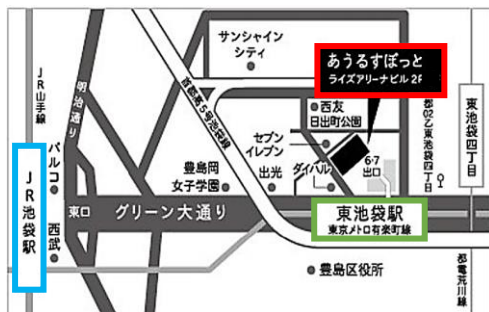 サンシャイン
シティ
あうるすぽっと
ライズアリーナビル 2F
JR山手線
明治通り
首都高5号池袋線
西友
日出町公園
都02乙東池袋四丁目
東池袋四丁目
セブン
イレブン
ダイハル
6・7
出口
パルコ
JR池袋駅
豊島岡
女子学園
出光
東口
グリーン大通り
東池袋駅
東京メトロ有楽町線
西武
豊島区役所
都電荒川線